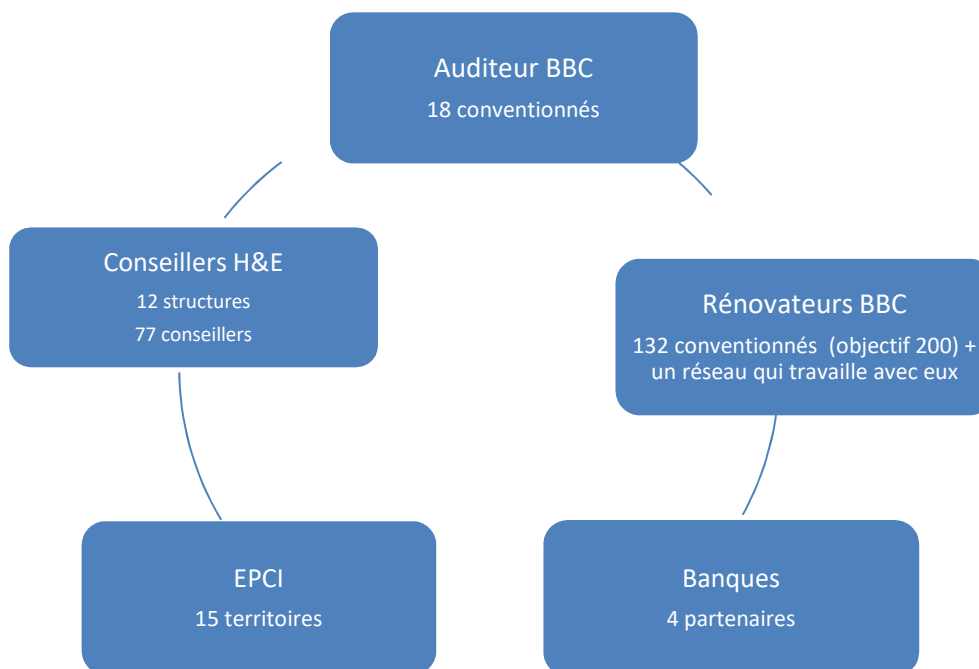 Auditeur BBC
18 conventionnés
Conseillers H&E
12 structures
77 conseillers
Rénovateurs BBC
132 conventionnés  (objectif 200) +
un réseau qui travaille avec eux
EPCI
15 territoires
Banques
4 partenaires